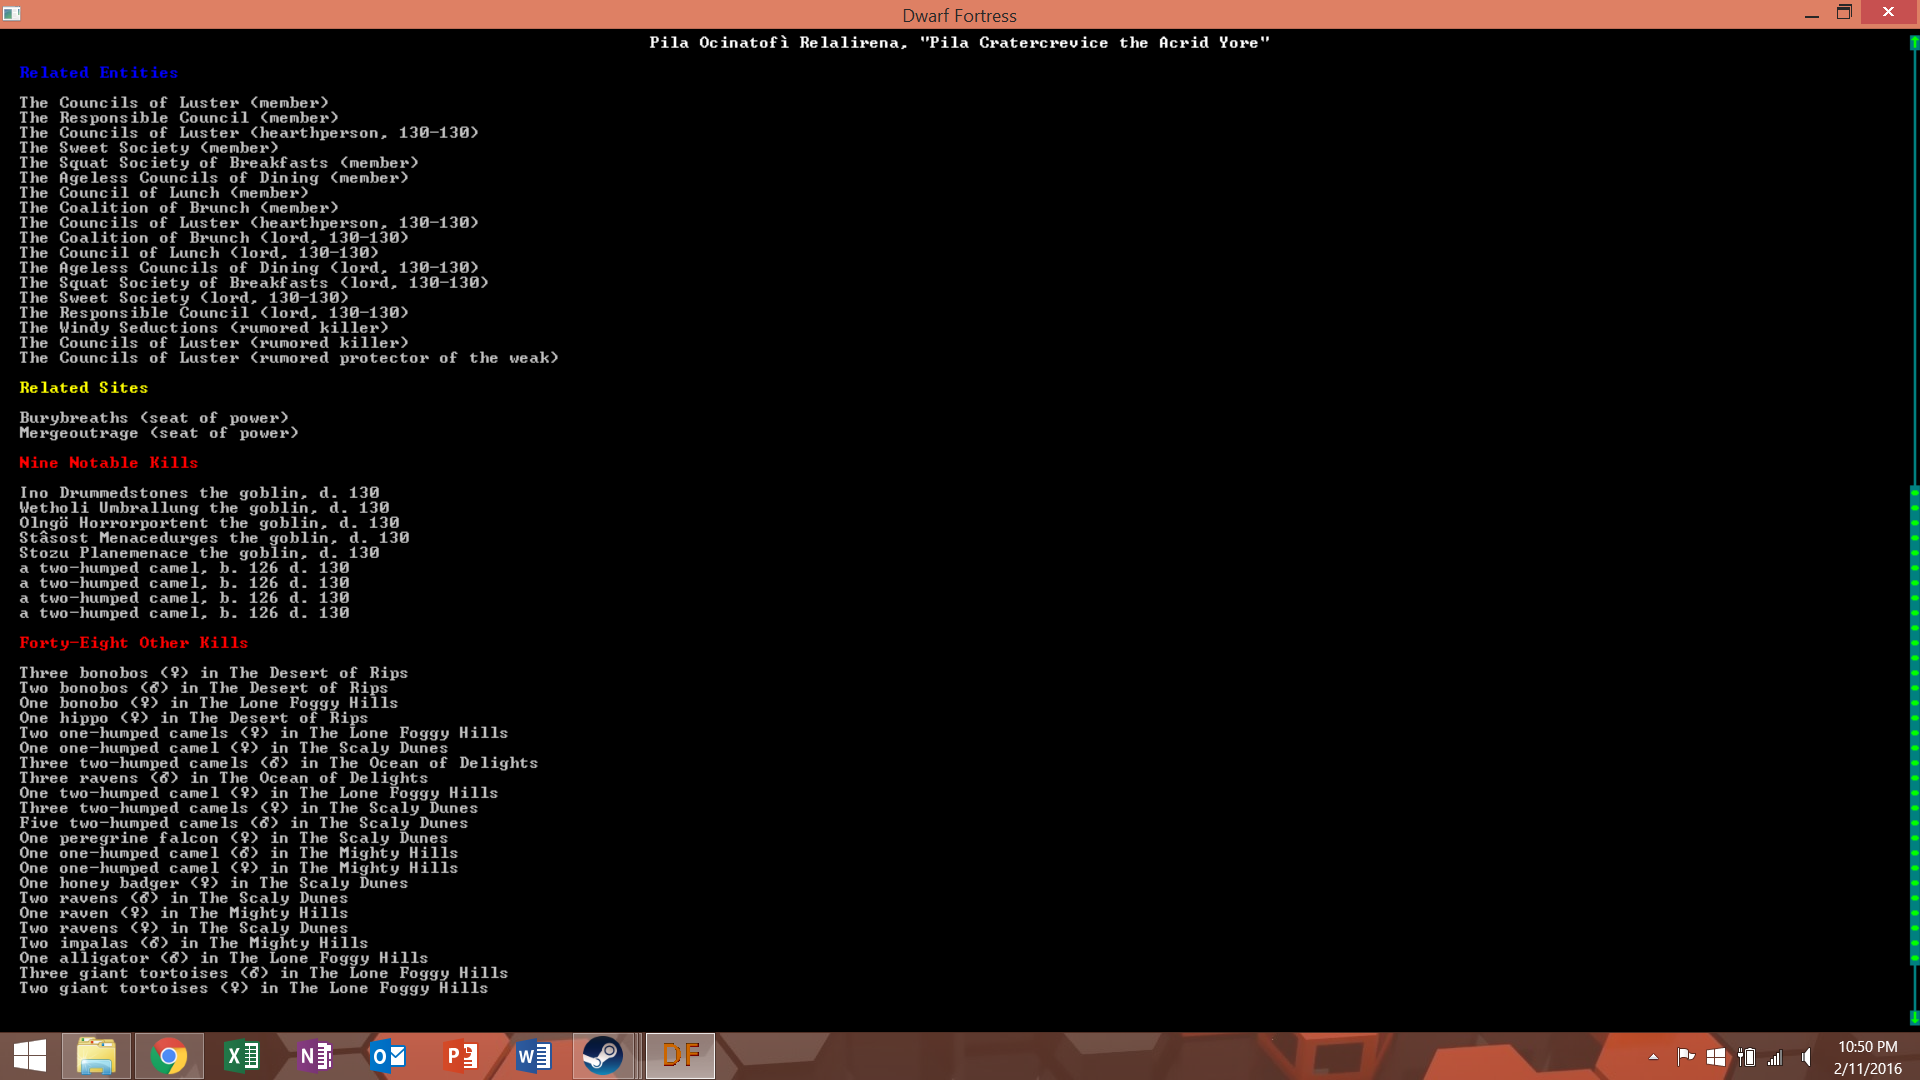 Dwarf Fortress
Pila Ocinatofì Relalirena, "Pila Cratercrevice the Acrid Yore"
Related Entities
The Councils of Luster (member)
The Responsible Council (member)
The Councils of Luster (hearthperson, 130-130)
The Sweet Society (member)
The Squat Society of Breakfasts (member)
The Ageless Councils of Dining (member)
The Council of Lunch (member)
The Coalition of Brunch (member)
The Councils of Luster (hearthperson, 130-130)
The Coalition of Brunch (lord, 130-130)
The Council of Lunch (lord, 130-130)
The Ageless Councils of Dining (lord, 130-130)
The Squat Society of Breakfasts (lord, 130-130)
The Sweet Society (lord, 130-130)
The Responsible Council (lord, 130-130)
The Windy Seductions (rumored killer)
The Councils of Luster (rumored killer)
The Councils of Luster (rumored protector of the weak)
Related Sites
Burybreaths (seat of power)
Mergeoutrage (seat of power)
Nine Notable Kills
Ino Drummedstones the goblin, d. 130
Wetholi Umbrallung the goblin, d. 130
Olngö Horrorportent the goblin, d. 130
Stâsost Menacedurges the goblin, d. 130
Stozu Planemenace the goblin, d. 130
a two-humped camel, b. 126 d. 130
a two-humped camel, b. 126 d. 130
a two-humped camel, b. 126 d. 130
a two-humped camel, b. 126 d. 130
Forty-Eight Other Kills
Three bonobos (♀) in The Desert of Rips
Two bonobos (♂) in The Desert of Rips
One bonobo (♀) in The Lone Foggy Hills
One hippo (♀) in The Desert of Rips
Two one-humped camels (♀) in The Lone Foggy Hills
One one-humped camel (♀) in The Scaly Dunes
Three two-humped camels (♂) in The Ocean of Delights
Three ravens (♂) in The Ocean of Delights
One two-humped camel (♀) in The Lone Foggy Hills
Three two-humped camels (♀) in The Scaly Dunes
Five two-humped camels (♂) in The Scaly Dunes
One peregrine falcon (♀) in The Scaly Dunes
One one-humped camel (♂) in The Mighty Hills
One one-humped camel (♀) in The Mighty Hills
One honey badger (♀) in The Scaly Dunes
Two ravens (♂) in The Scaly Dunes
One raven (♀) in The Mighty Hills
Two ravens (♀) in The Scaly Dunes
Two impalas (♂) in The Mighty Hills
One alligator (♂) in The Lone Foggy Hills
Three giant tortoises (♂) in The Lone Foggy Hills
Two giant tortoises (♀) in The Lone Foggy Hills
DF
10:50 PM
2/11/2016